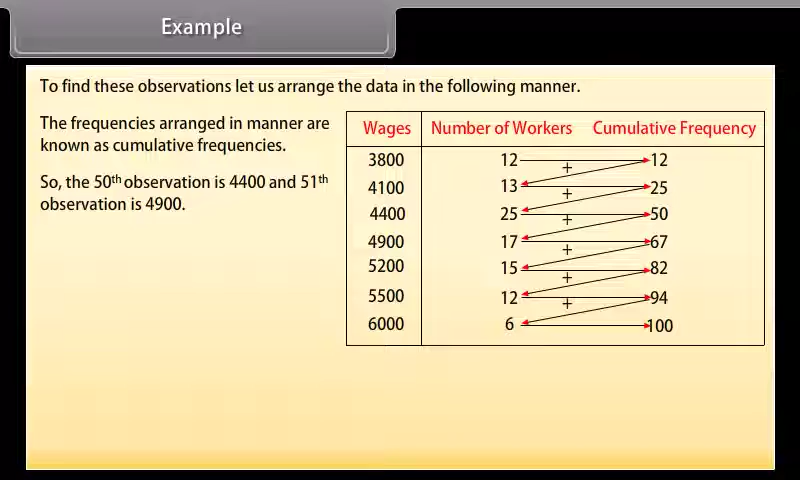 Example
To find these observations let us arrange the data in the following manner.
The frequencies arranged in manner are
known as cumulative frequencies.
So, the 50th observation is 4400 and 51th
observation is 4900.
Wages Number of Workers Cumulative Frequency
3800 12 12
+
4100 13 25
+
4400 25 50
+
4900 17 67
+
5200 15 82
+
5500 12 94
+
6000 6 100